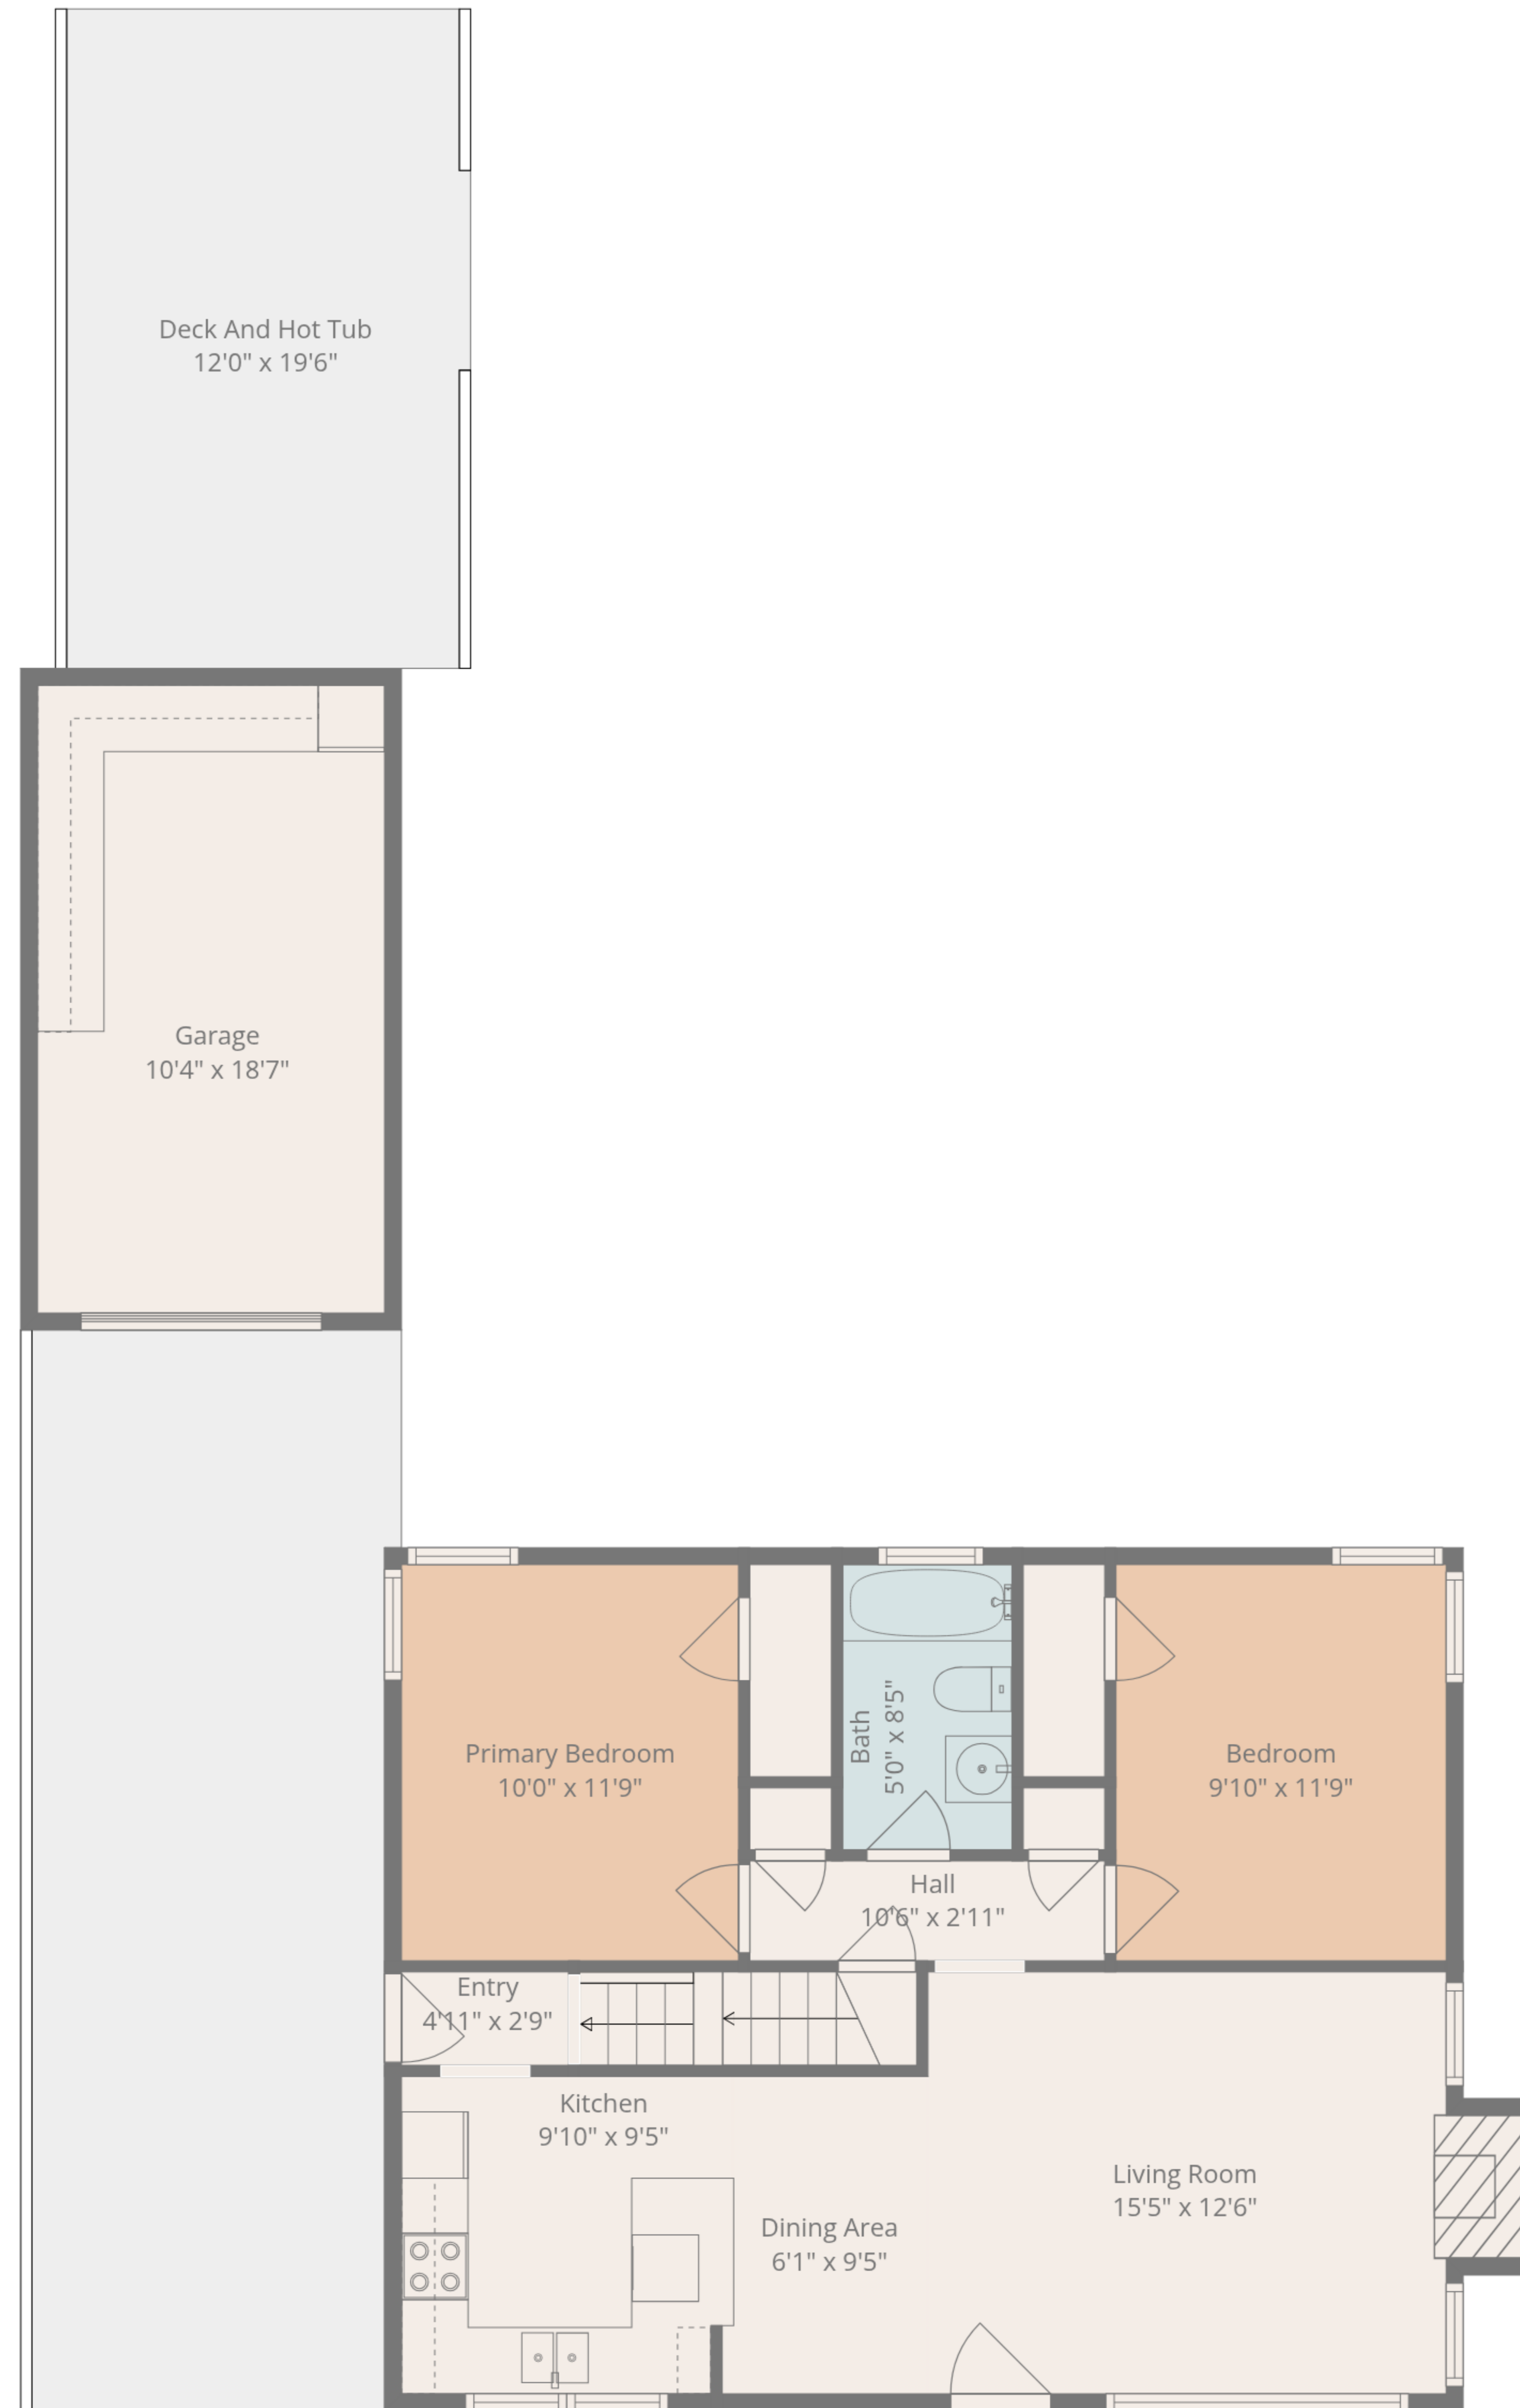 Deck And Hot Tub
12'0" x 19'6"
Garage
10'4" x 18'7"
Primary Bedroom
10'0" x 11'9"
Bath
5'0" x 8'5"
Bedroom
9'10" x 11'9"
Hall
10'6" x 2'11"
Entry
4'11" x 2'9"
Kitchen
9'10" x 9'5"
Living Room
15'5" x 12'6"
Dining Area
6'1" x 9'5"